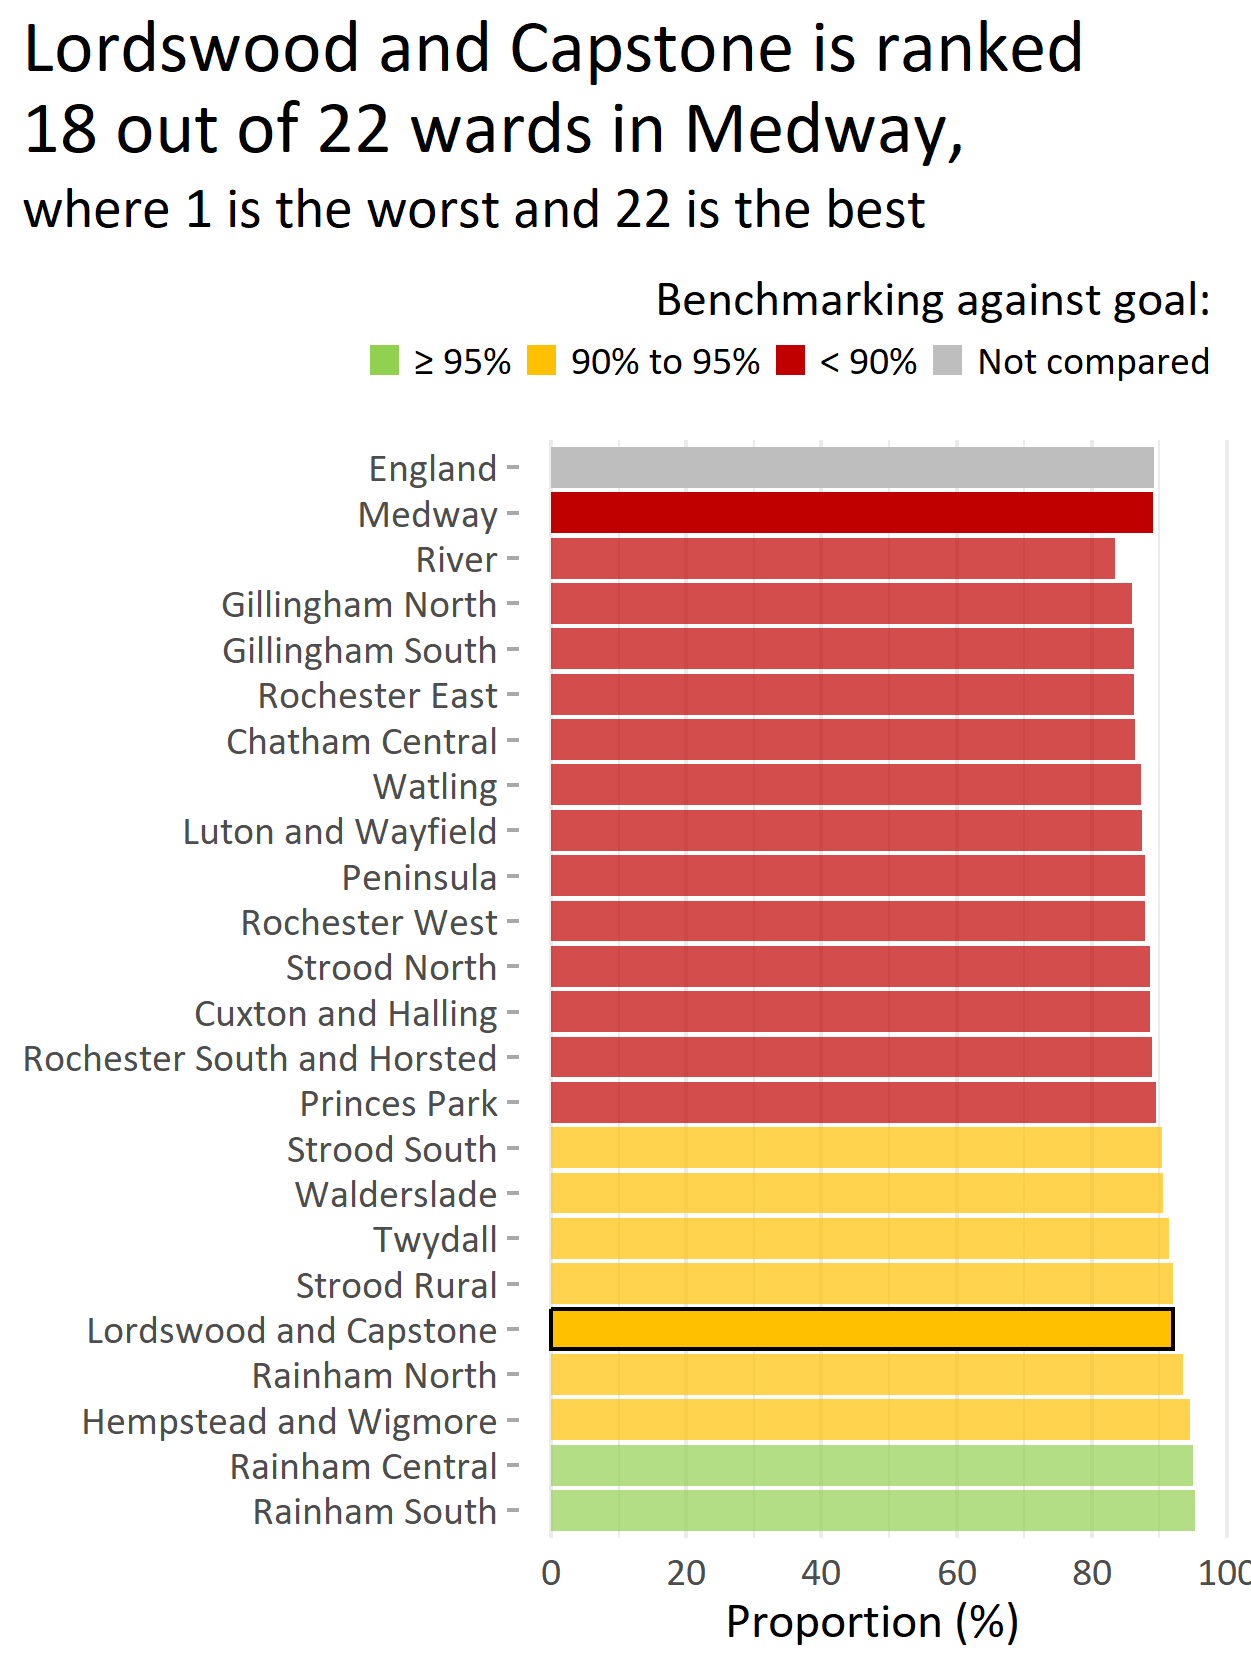 Lordswood and Capstone is ranked
18 out of 22 wards in Medway,
where 1 is the worst and 22 is the best
Benchmarking against goal:
≥ 95% 90% to 95% < 90% Not compared
England
Medway
River
Gillingham North
Gillingham South
Rochester East
Chatham Central
Watling
Luton and Wayfield
Peninsula
Rochester West
Strood North
Cuxton and Halling
Rochester South and Horsted
Princes Park
Strood South
Walderslade
Twydall
Strood Rural
Lordswood and Capstone
Rainham North
Hempstead and Wigmore
Rainham Central
Rainham South
0 20 40 60 80 100
Proportion (%)